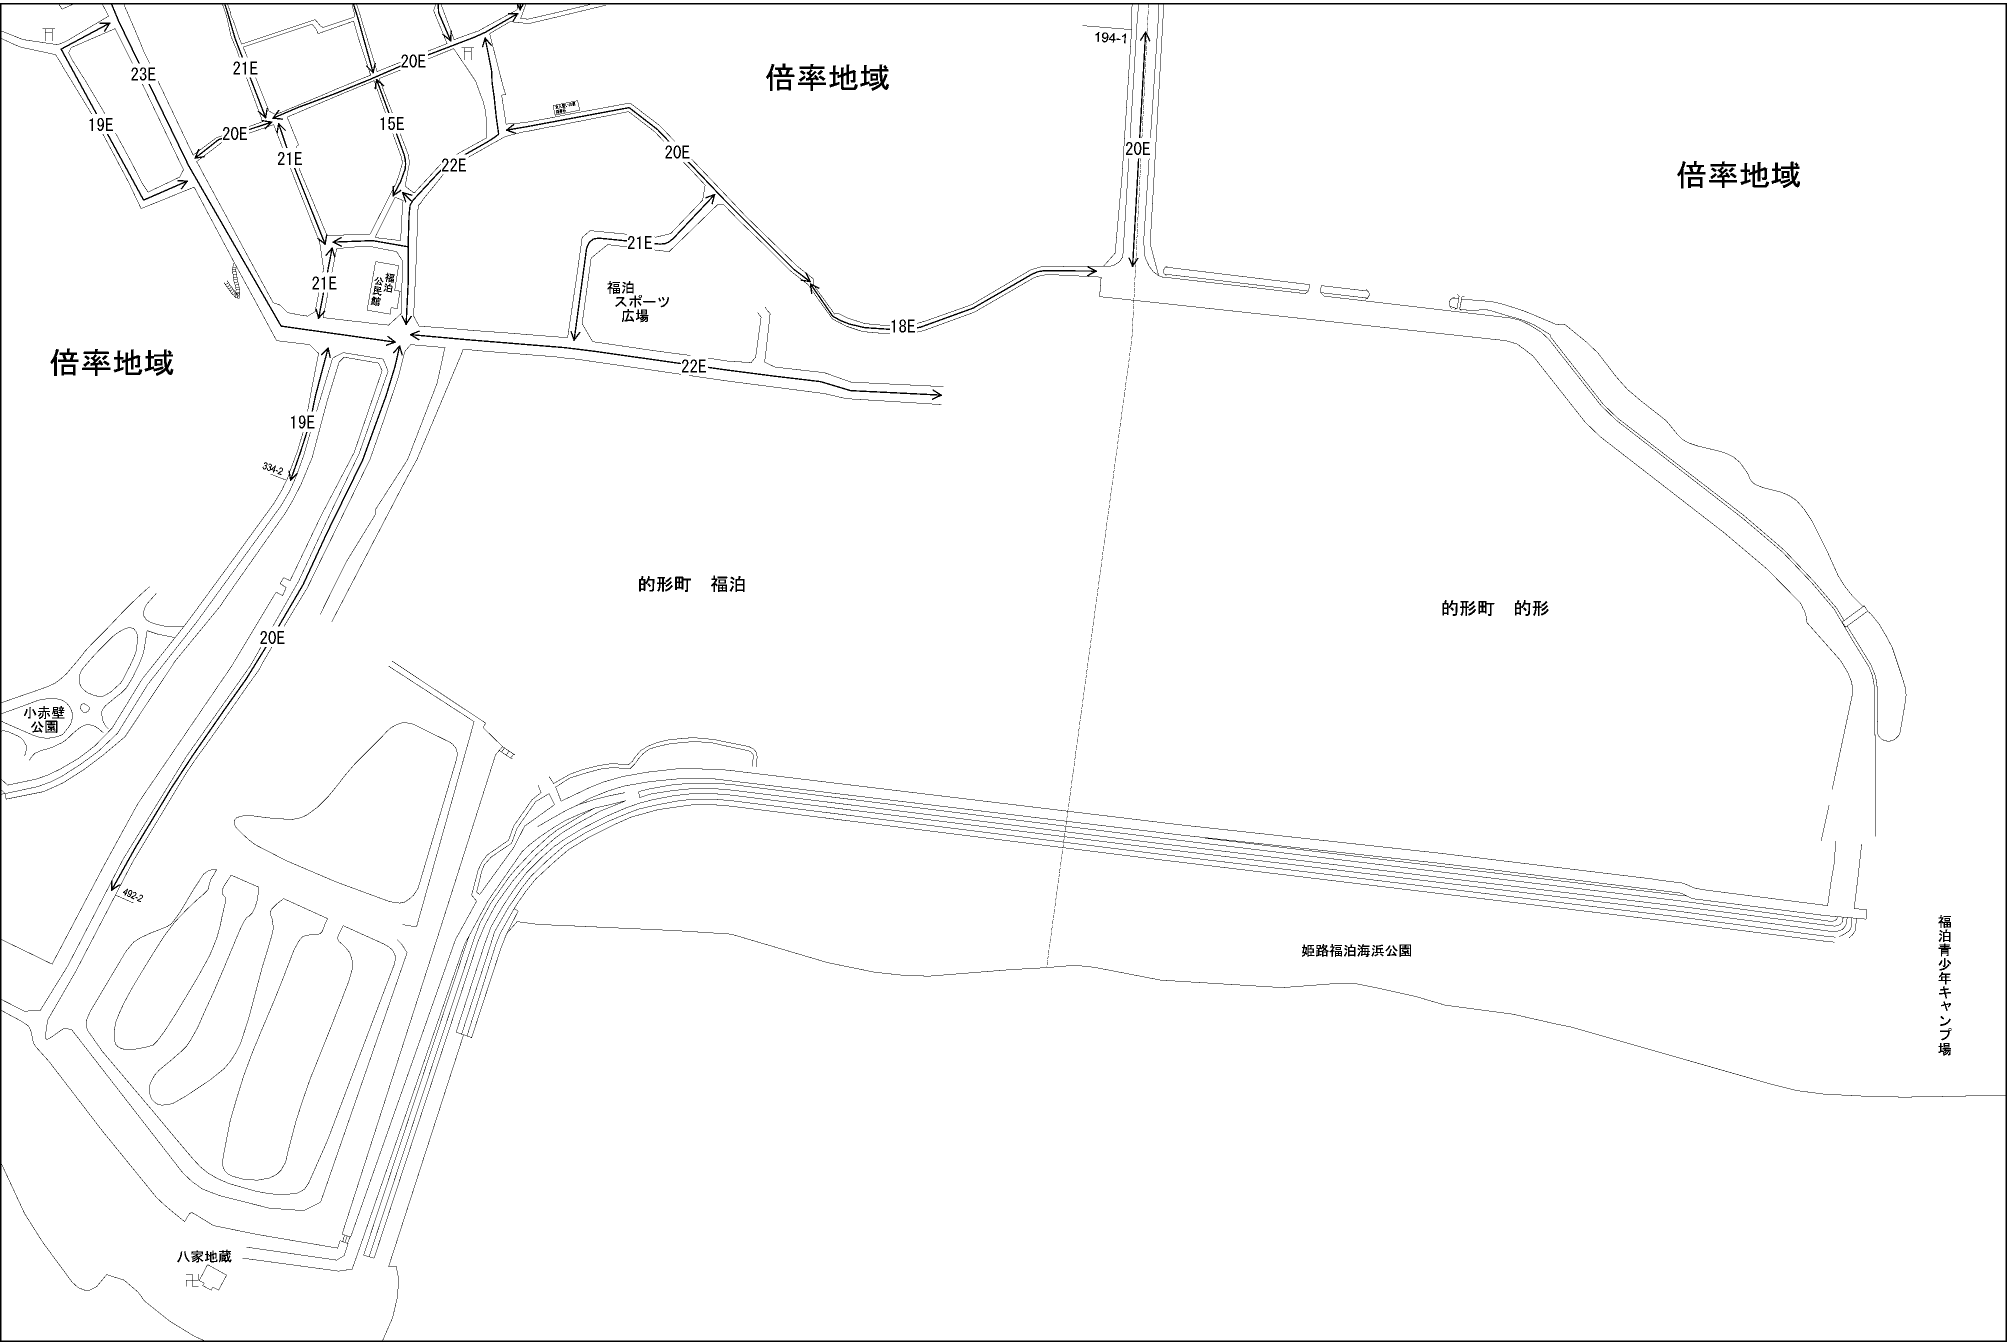 194-1
倍率地域
20E
21E
23E
19E
15E
20E
21E
22E
20E
20E
倍率地域
21E
21E
福泊
公民館
福泊
スポーツ
広場
18E
倍率地域
22E
19E
334-2
的形町　福泊
的形町　的形
20E
小赤壁
公園
492-2
姫路福泊海浜公園
福泊青少年キャンプ場
八家地蔵